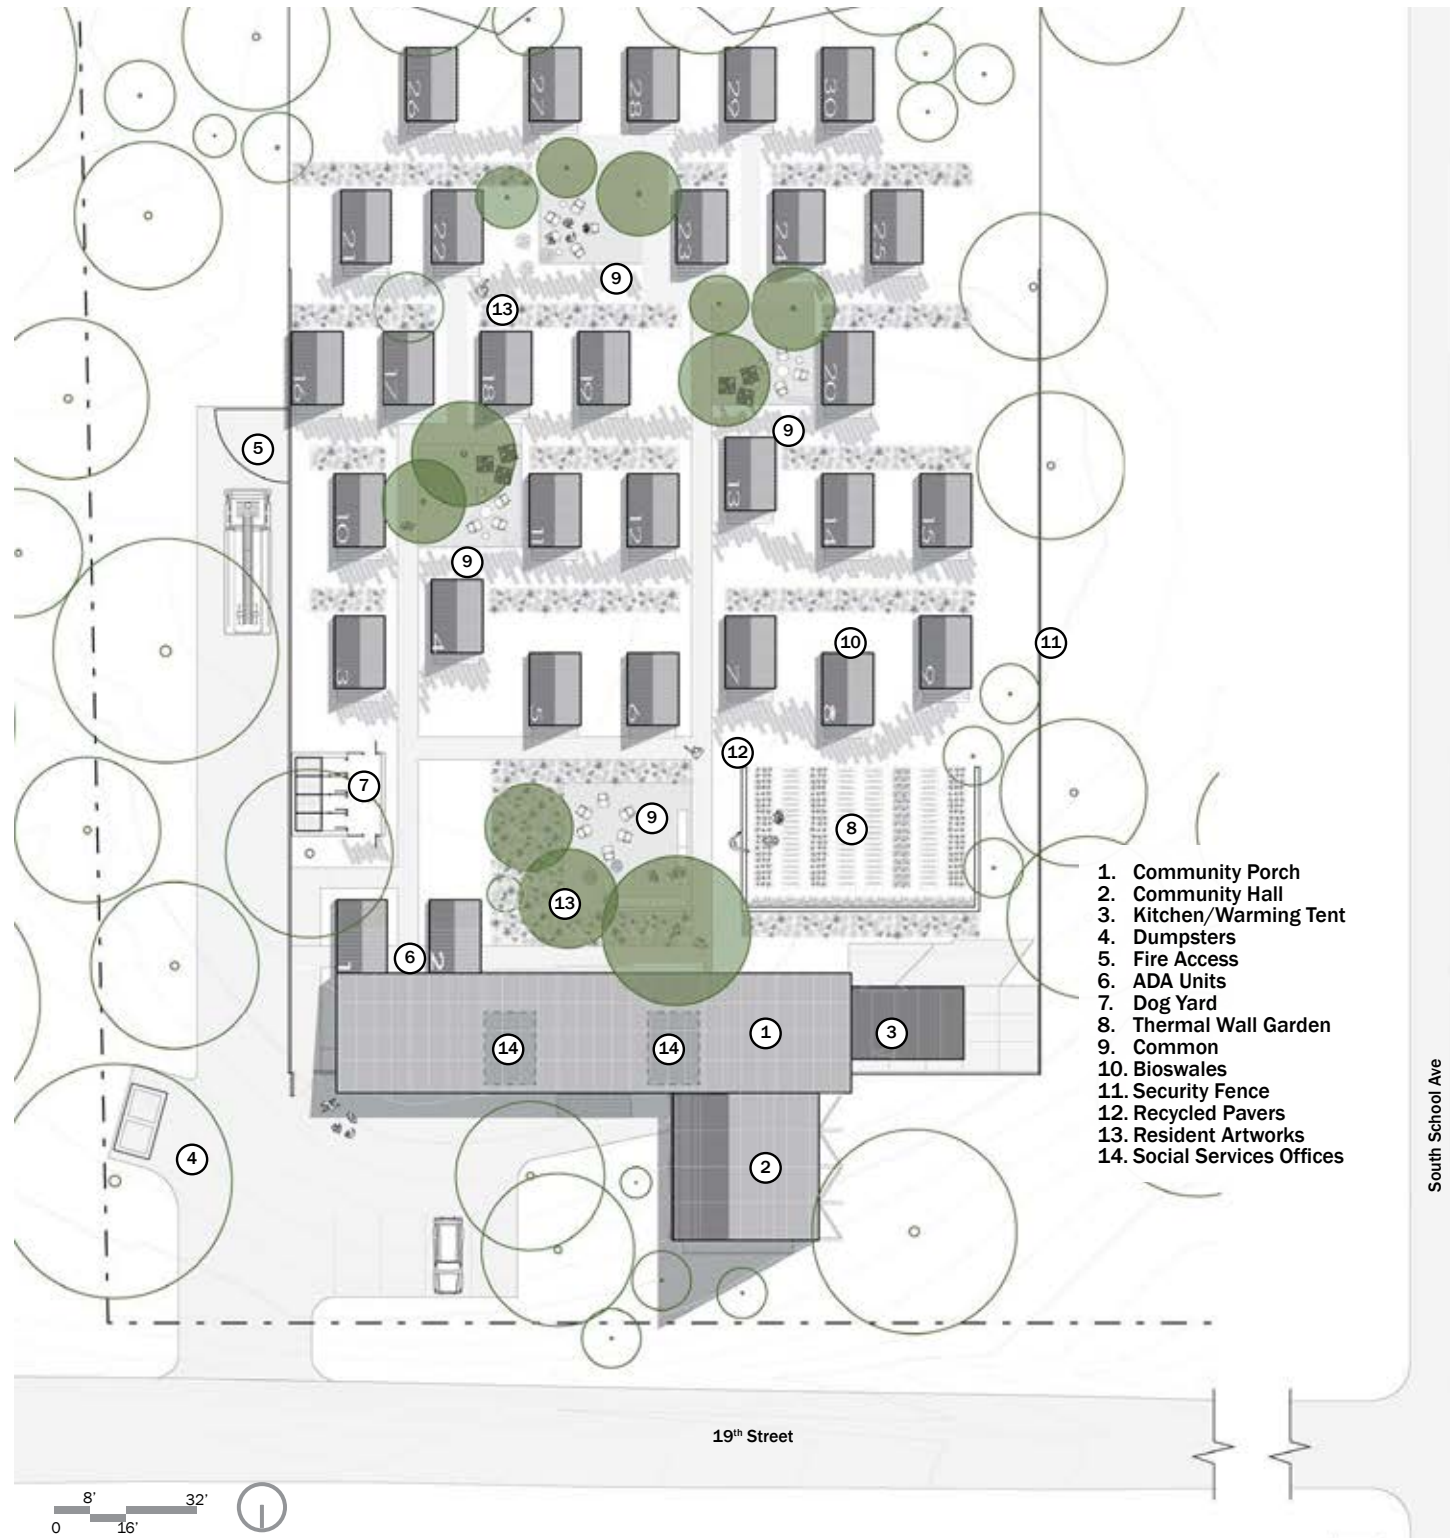 26 27 28 29 30
21 22 23 24 25
9
13
16 17 18 19 20
9
5
10 11 12 13 14 15
9
3 4 5 6 7 8 9
10
11
12
7
9
8
13
1 2
6
1. Community Porch
2. Community Hall
3. Kitchen/Warming Tent
4. Dumpsters
5. Fire Access
6. ADA Units
7. Dog Yard
8. Thermal Wall Garden
9. Common
10. Bioswales
11. Security Fence
12. Recycled Pavers
13. Resident Artworks
14. Social Services Offices
14 14 1 3
4
2
South School Ave
19th Street
8' 32'
0 16'